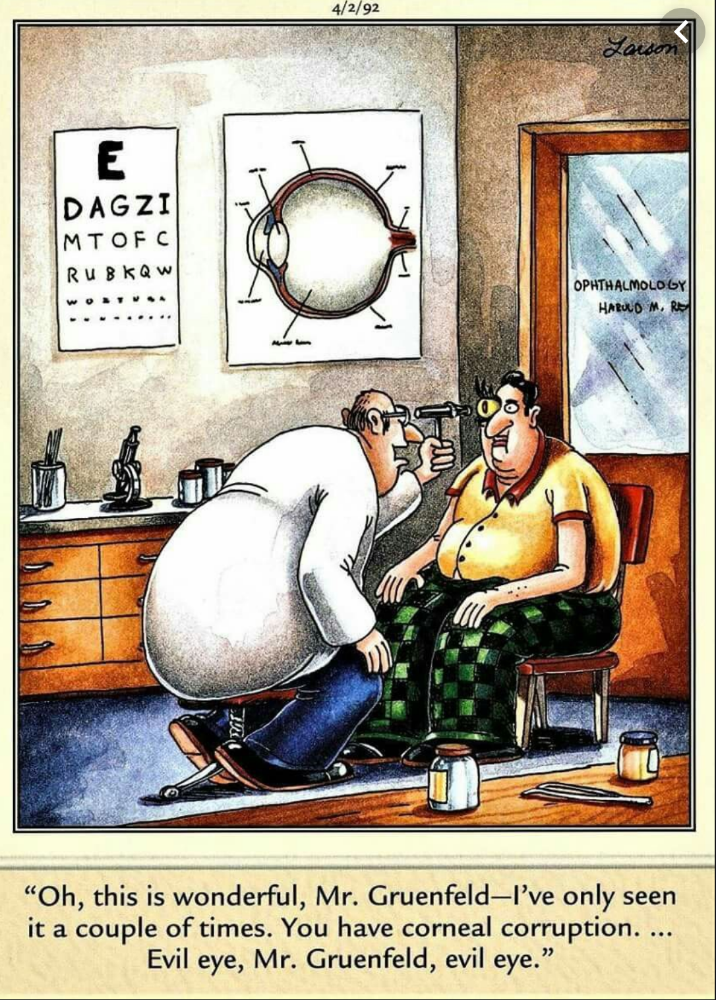 4/2/92
Larson
E
DAGZI
MTOFC
RUBKQW
OPHTHALMOLOGY
HAROLD M.
“Oh, this is wonderful, Mr. Gruenfeld—I’ve only seen
it a couple of times. You have corneal corruption. ...
Evil eye, Mr. Gruenfeld, evil eye.”